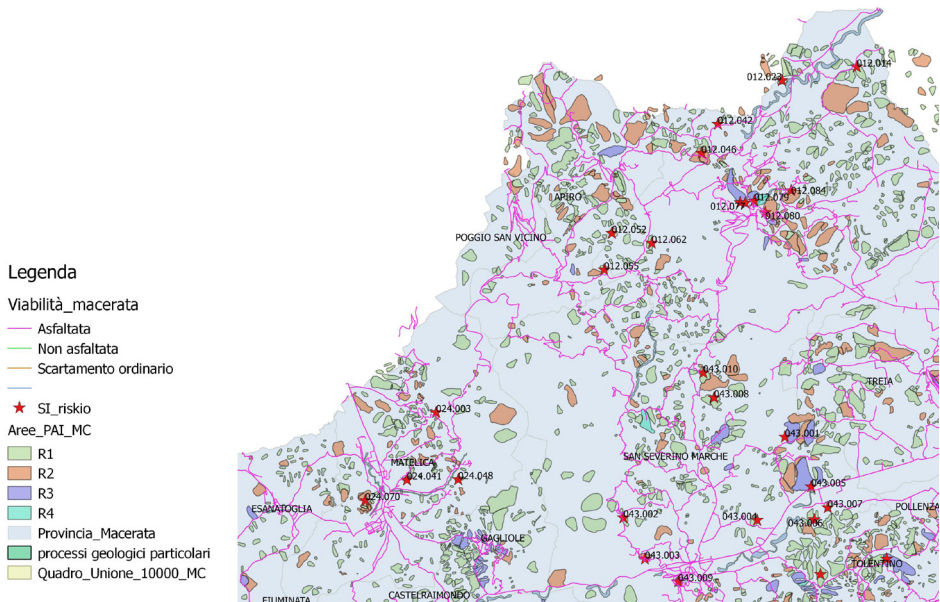 Legenda
Viabilità_macerata
Asfaltata
Non asfaltata
Scartamento ordinario
SI_riskio
Aree_PAI_MC
R1
R2
R3
R4
Provincia_Macerata
processi geologici particolari
Quadro_Unione_10000_MC
012.014
012.023
012.042
012.046
012.084
APIRO
012.079
012.077
012.080
012.052
POGGIO SAN VICINO
012.062
012.055
043.010
TREIA
043.008
024.003
043.001
SAN SEVERINO MARCHE
MATELICA
024.041
024.048
043.005
024.070
ESANATOGLIA
043.007
POLLENZA
043.002
043.004
043.006
GAGLIOLE
043.003
TOLENTINO
043.009
CASTELRAIMONDO
FIUMINATA